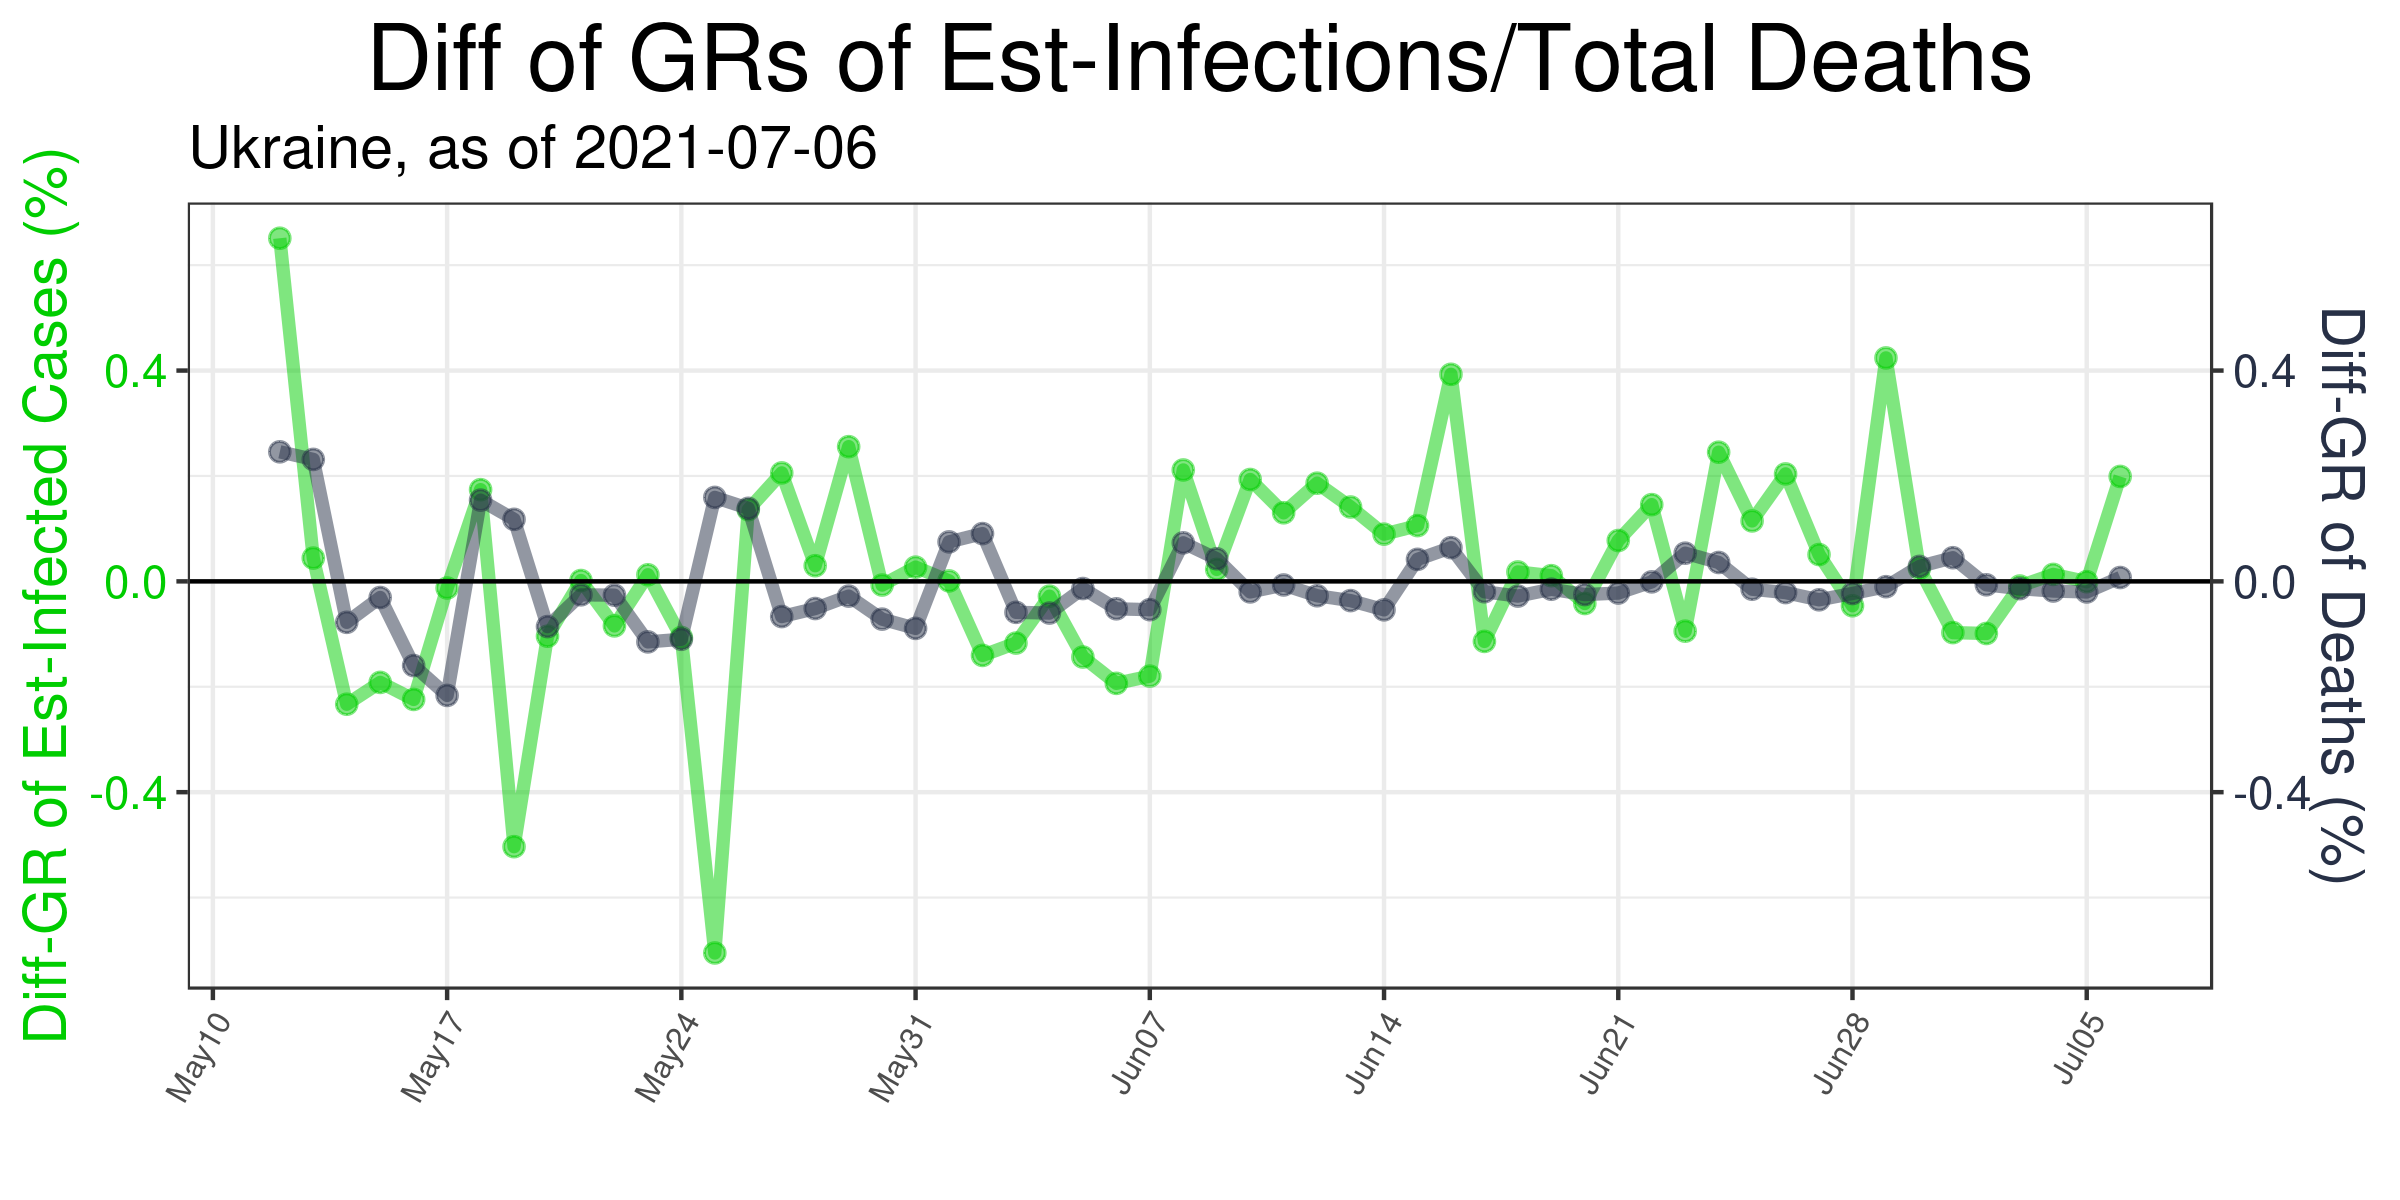 Diff of GRs of Est-Infections/Total Deaths
Ukraine, as of 2021-07-06
Diff-GR of Est-Infected Cases (%)
0.4
0.0
-0.4
0.4
0.0
-0.4
Diff-GR of Deaths (%)
May10
May17
May24
May31
Jun07
Jun14
Jun21
Jun28
Jul05